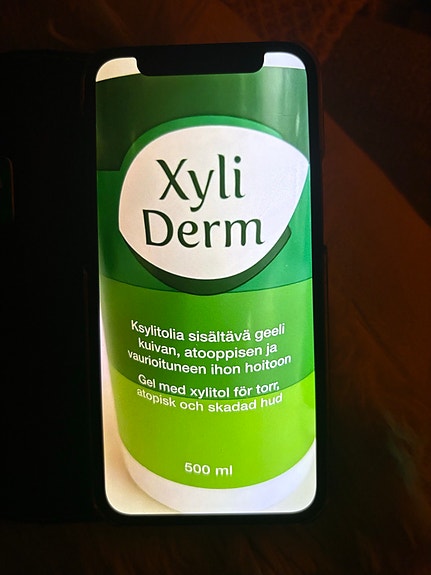 Xyli
Derm
Ksylitolia sisältävä geeli
kuivan, atooppisen ja
vaurioituneen ihon hoitoon
Gel med xylitol för torr,
atopisk och skadad hud
500 ml